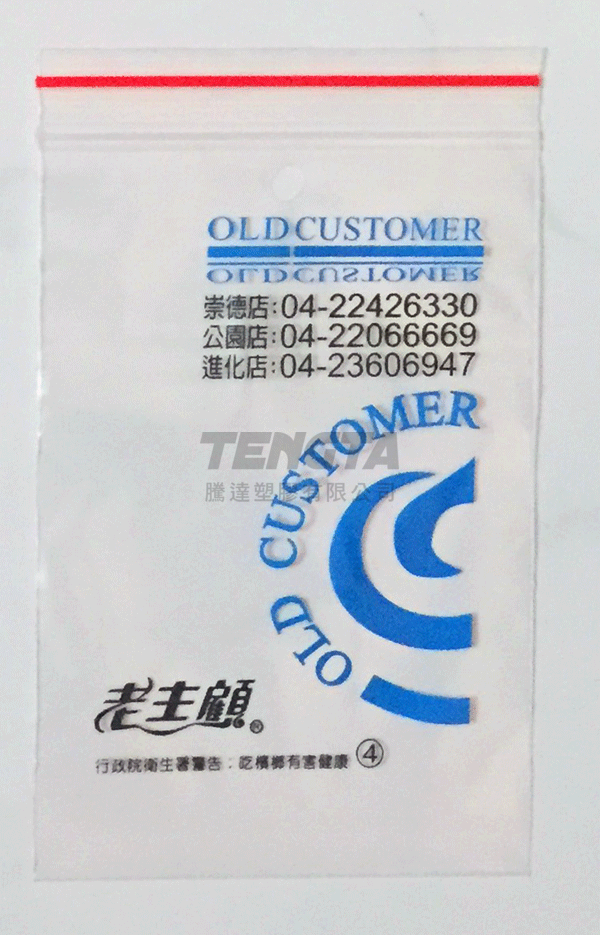 OLD CUSTOMER
OLD CUSTOMER
崇德店:04-22426330
公園店:04-22066669
進化店:04-23606947
OLD CUSTOMER
TENGTA
騰達塑膠有限公司
老主顧®
行政院衛生署警告:吃檳榔有害健康 ④